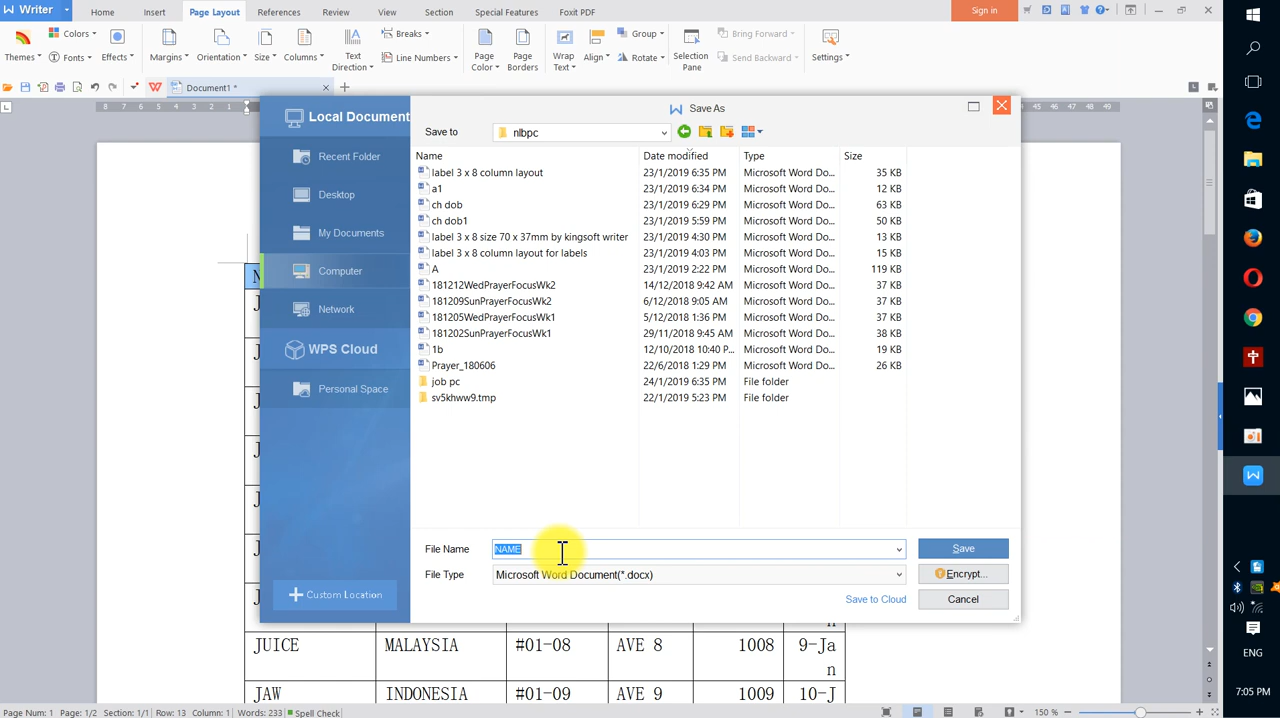 Writer
Home Insert Page Layout References Review View Section Special Features Foxit PDF Sign in
Colors Breaks Group Bring Forward
Themes Fonts Effects Margins Orientation Size Columns Text Direction Line Numbers Page Color Page Borders Wrap Text Align Rotate Selection Pane Send Backward Settings
Document1 *
8 7 6 5 4 3 2 1 45 46 47 48 49
Save As
Local Document
Recent Folder
Desktop
My Documents
Computer
Network
WPS Cloud
Personal Space
Custom Location
Save to nlbpc
Name Date modified Type Size
label 3 x 8 column layout 23/1/2019 6:35 PM Microsoft Word Do... 35 KB
a1 23/1/2019 6:34 PM Microsoft Word Do... 12 KB
ch dob 23/1/2019 6:29 PM Microsoft Word Do... 63 KB
ch dob1 23/1/2019 5:59 PM Microsoft Word Do... 50 KB
label 3 x 8 size 70 x 37mm by kingsoft writer 23/1/2019 4:30 PM Microsoft Word Do... 13 KB
label 3 x 8 column layout for labels 23/1/2019 4:03 PM Microsoft Word Do... 15 KB
A 23/1/2019 2:22 PM Microsoft Word Do... 119 KB
181212WedPrayerFocusWk2 14/12/2018 9:42 AM Microsoft Word Do... 37 KB
181209SunPrayerFocusWk2 6/12/2018 9:05 AM Microsoft Word Do... 37 KB
181205WedPrayerFocusWk1 5/12/2018 1:36 PM Microsoft Word Do... 37 KB
181202SunPrayerFocusWk1 29/11/2018 9:45 AM Microsoft Word Do... 38 KB
1b 12/10/2018 10:40 P... Microsoft Word Do... 19 KB
Prayer_180606 22/6/2018 1:29 PM Microsoft Word Do... 26 KB
job pc 24/1/2019 6:35 PM File folder
sv5khww9.tmp 22/1/2019 5:23 PM File folder
File Name NAME Save
File Type Microsoft Word Document(*.docx) Encrypt...
Save to Cloud Cancel
JUICE MALAYSIA #01-08 AVE 8 1008 9-Ja
n
JAW INDONESIA #01-09 AVE 9 1009 10-J
Page Num: 1 Page: 1/2 Section: 1/1 Row: 13 Column: 1 Words: 233 Spell Check 150 %
ENG
7:05 PM